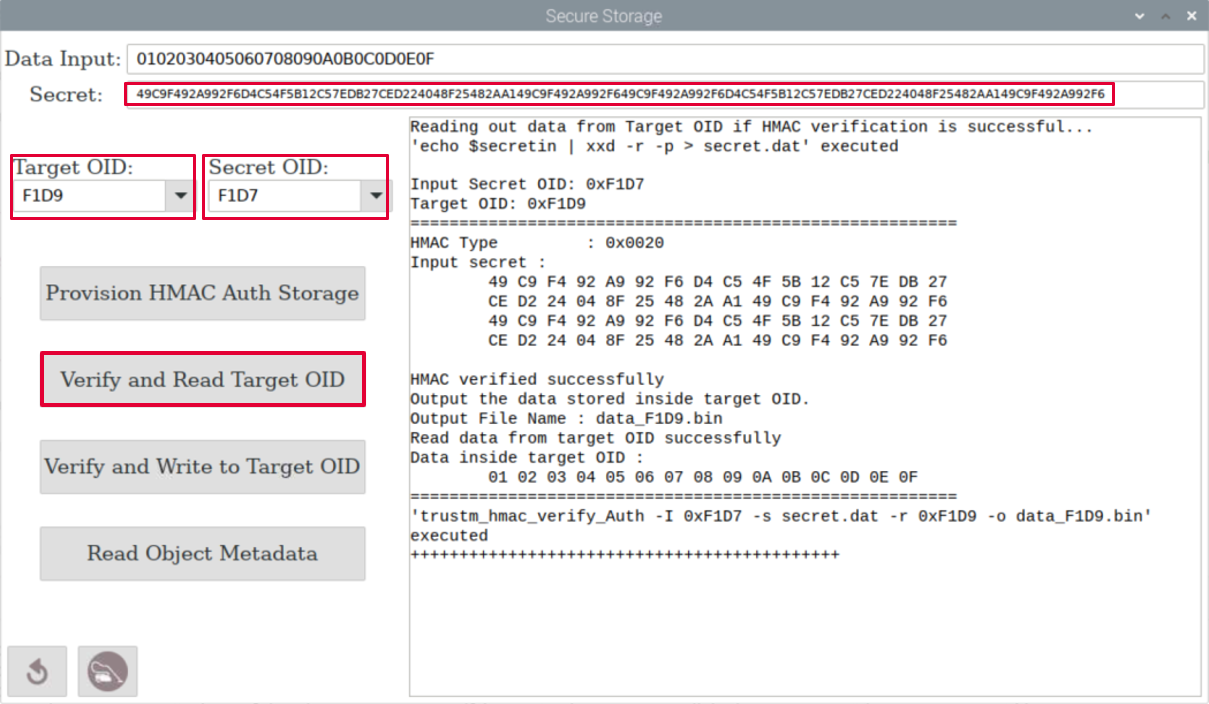 Secure Storage
Data Input: 0102030405060708090A0B0C0D0E0F
Secret: 49C9F492A992F6D4C54F5B12C57EDB27CED224048F25482AA149C9F492A992F649C9F492A992F6D4C54F5B12C57EDB27CED224048F25482AA149C9F492A992F6
Target OID:
F1D9
Secret OID:
F1D7
Provision HMAC Auth Storage
Verify and Read Target OID
Verify and Write to Target OID
Read Object Metadata
Reading out data from Target OID if HMAC verification is successful...
'echo $secretin | xxd -r -p > secret.dat' executed
Input Secret OID: 0xF1D7
Target OID: 0xF1D9
========================================================
HMAC Type : 0x0020
Input secret :
49 C9 F4 92 A9 92 F6 D4 C5 4F 5B 12 C5 7E DB 27
CE D2 24 04 8F 25 48 2A A1 49 C9 F4 92 A9 92 F6
49 C9 F4 92 A9 92 F6 D4 C5 4F 5B 12 C5 7E DB 27
CE D2 24 04 8F 25 48 2A A1 49 C9 F4 92 A9 92 F6
HMAC verified successfully
Output the data stored inside target OID.
Output File Name : data_F1D9.bin
Read data from target OID successfully
Data inside target OID :
01 02 03 04 05 06 07 08 09 0A 0B 0C 0D 0E 0F
========================================================
'trustm_hmac_verify_Auth -I 0xF1D7 -s secret.dat -r 0xF1D9 -o data_F1D9.bin'
executed
++++++++++++++++++++++++++++++++++++++++++++